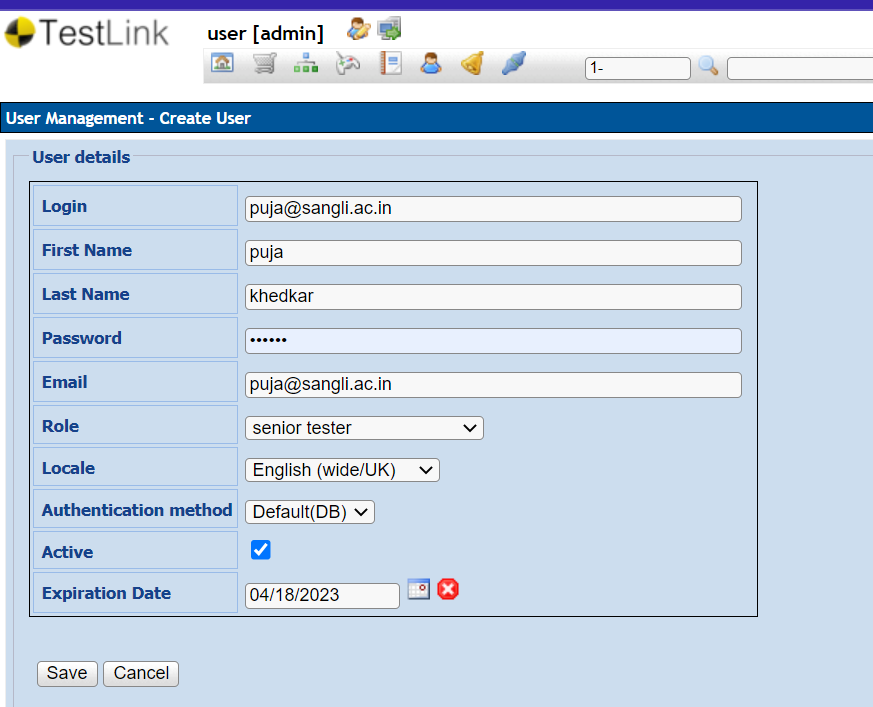 TestLink
user [admin]
1-
User Management - Create User
User details
Login puja@sangli.ac.in
First Name puja
Last Name khedkar
Password ••••••
Email puja@sangli.ac.in
Role senior tester
Locale English (wide/UK)
Authentication method Default(DB)
Active
Expiration Date 04/18/2023
Save Cancel